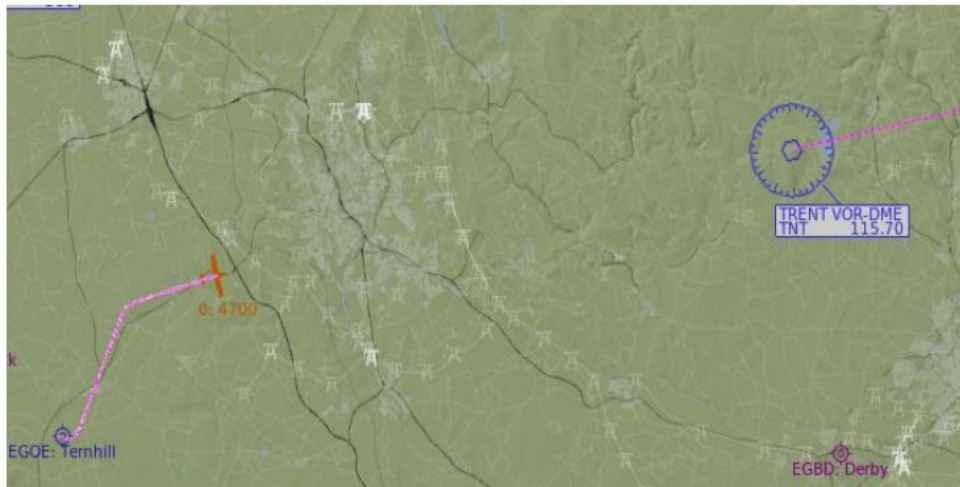 TRENT VOR-DME
TNT 115.70
0: 4700
k
EGOE: Ternhill
EGBD: Derby